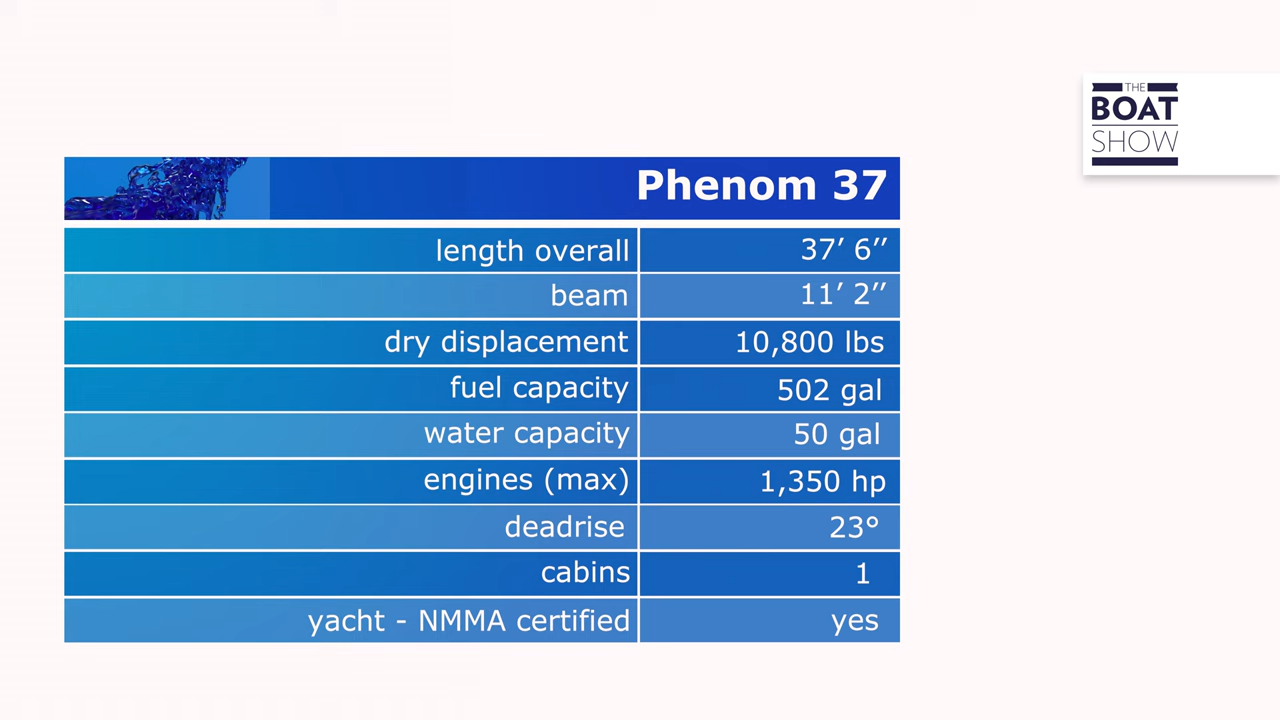 THE
BOAT
SHOW
Phenom 37
length overall 37’ 6’’
beam 11’ 2’’
dry displacement 10,800 lbs
fuel capacity 502 gal
water capacity 50 gal
engines (max) 1,350 hp
deadrise 23°
cabins 1
yacht - NMMA certified yes